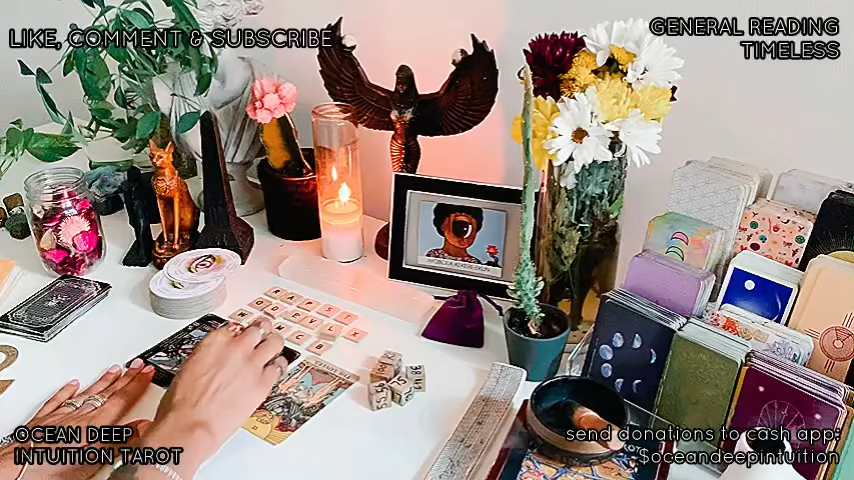 LIKE, COMMENT & SUBSCRIBE
GENERAL READING
TIMELESS
OCEAN DEEP
INTUITION TAROT
send donations to cash app:
$oceandeepintuition